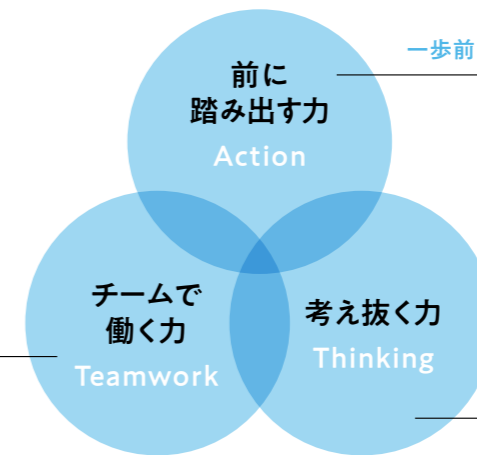 一歩前
前に
踏み出す力
Action
チームで
働く力
Teamwork
考え抜く力
Thinking